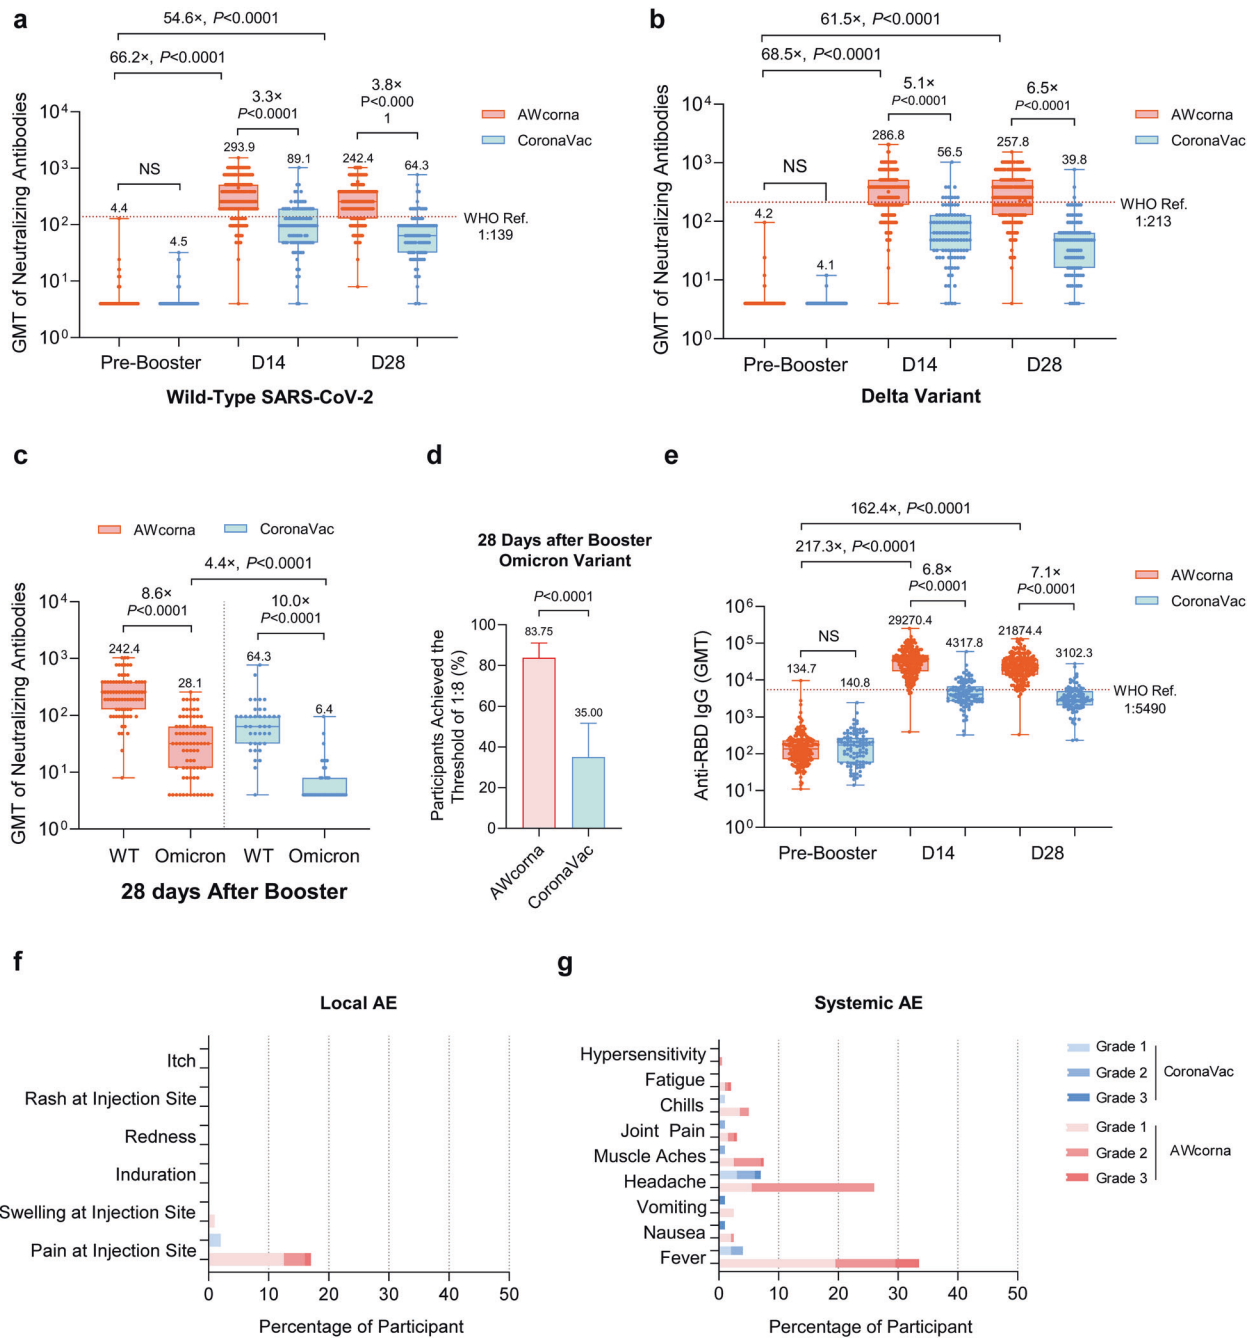 a
54.6×, P<0.0001
66.2×, P<0.0001
3.3×
P<0.0001
3.8×
P<0.000
1
NS
4.4
4.5
293.9
89.1
242.4
64.3
GMT of Neutralizing Antibodies
10⁴
10³
10²
10¹
10⁰
AWcorna
CoronaVac
WHO Ref.
1:139
Pre-Booster
D14
D28
Wild-Type SARS-CoV-2
b
61.5×, P<0.0001
68.5×, P<0.0001
5.1×
P<0.0001
6.5×
P<0.0001
NS
4.2
4.1
286.8
56.5
257.8
39.8
GMT of Neutralizing Antibodies
10⁴
10³
10²
10¹
10⁰
AWcorna
CoronaVac
WHO Ref.
1:213
Pre-Booster
D14
D28
Delta Variant
c
AWcorna
CoronaVac
4.4×, P<0.0001
8.6×
P<0.0001
10.0×
P<0.0001
242.4
28.1
64.3
6.4
GMT of Neutralizing Antibodies
10⁴
10³
10²
10¹
10⁰
WT
Omicron
WT
Omicron
28 days After Booster
d
28 Days after Booster
Omicron Variant
P<0.0001
83.75
35.00
Participants Achieved the
Threshold of 1:8 (%)
100
80
60
40
20
0
AWcorna
CoronaVac
e
162.4×, P<0.0001
217.3×, P<0.0001
6.8×
P<0.0001
7.1×
P<0.0001
NS
134.7
140.8
29270.4
4317.8
21874.4
3102.3
Anti-RBD IgG (GMT)
10⁶
10⁵
10⁴
10³
10²
10¹
10⁰
AWcorna
CoronaVac
WHO Ref.
1:5490
Pre-Booster
D14
D28
f
Local AE
Itch
Rash at Injection Site
Redness
Induration
Swelling at Injection Site
Pain at Injection Site
0
10
20
30
40
50
Percentage of Participant
g
Systemic AE
Hypersensitivity
Fatigue
Chills
Joint Pain
Muscle Aches
Headache
Vomiting
Nausea
Fever
0
10
20
30
40
50
Percentage of Participant
Grade 1
Grade 2
Grade 3
CoronaVac
Grade 1
Grade 2
Grade 3
AWcorna